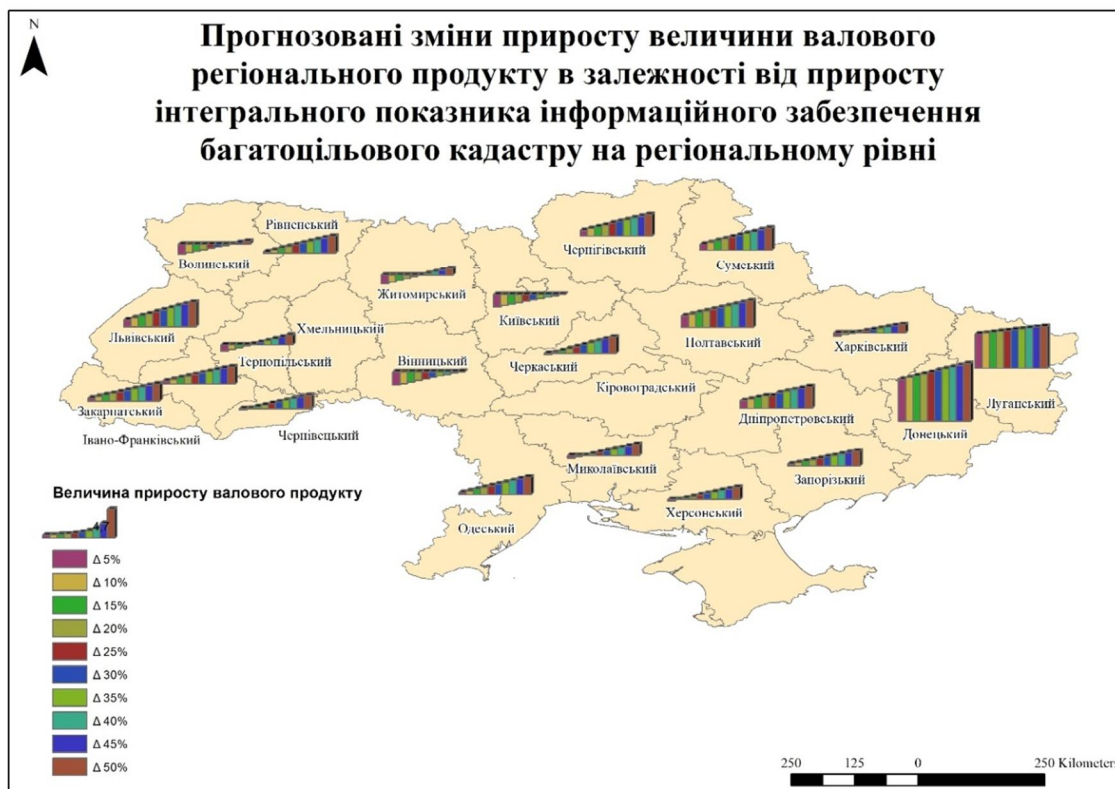 N
Прогнозовані зміни приросту величини валового
регіонального продукту в залежності від приросту
інтегрального показника інформаційного забезпечення
багатоцільового кадастру на регіональному рівні
Рівненський
Волинський
Чернігівський
Сумський
Житомирський
Київський
Львівський
Хмельницький
Тернопільський
Вінницький
Черкаський
Полтавський
Харківський
Кіровоградський
Луганський
Закарпатський
Івано-Франківський
Чернівецький
Дніпропетровський
Донецький
Миколаївський
Запорізький
Одеський
Херсонський
Величина приросту валового продукту
4,7
Δ 5%
Δ 10%
Δ 15%
Δ 20%
Δ 25%
Δ 30%
Δ 35%
Δ 40%
Δ 45%
Δ 50%
250 125 0 250 Kilometers